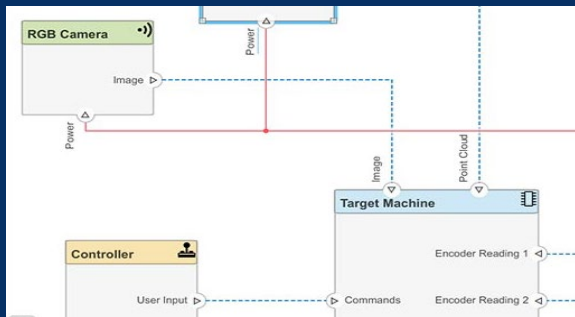 RGB Camera
Power
Image
Power
Image
Point Cloud
Target Machine
Controller
Encoder Reading 1
User Input
Commands
Encoder Reading 2